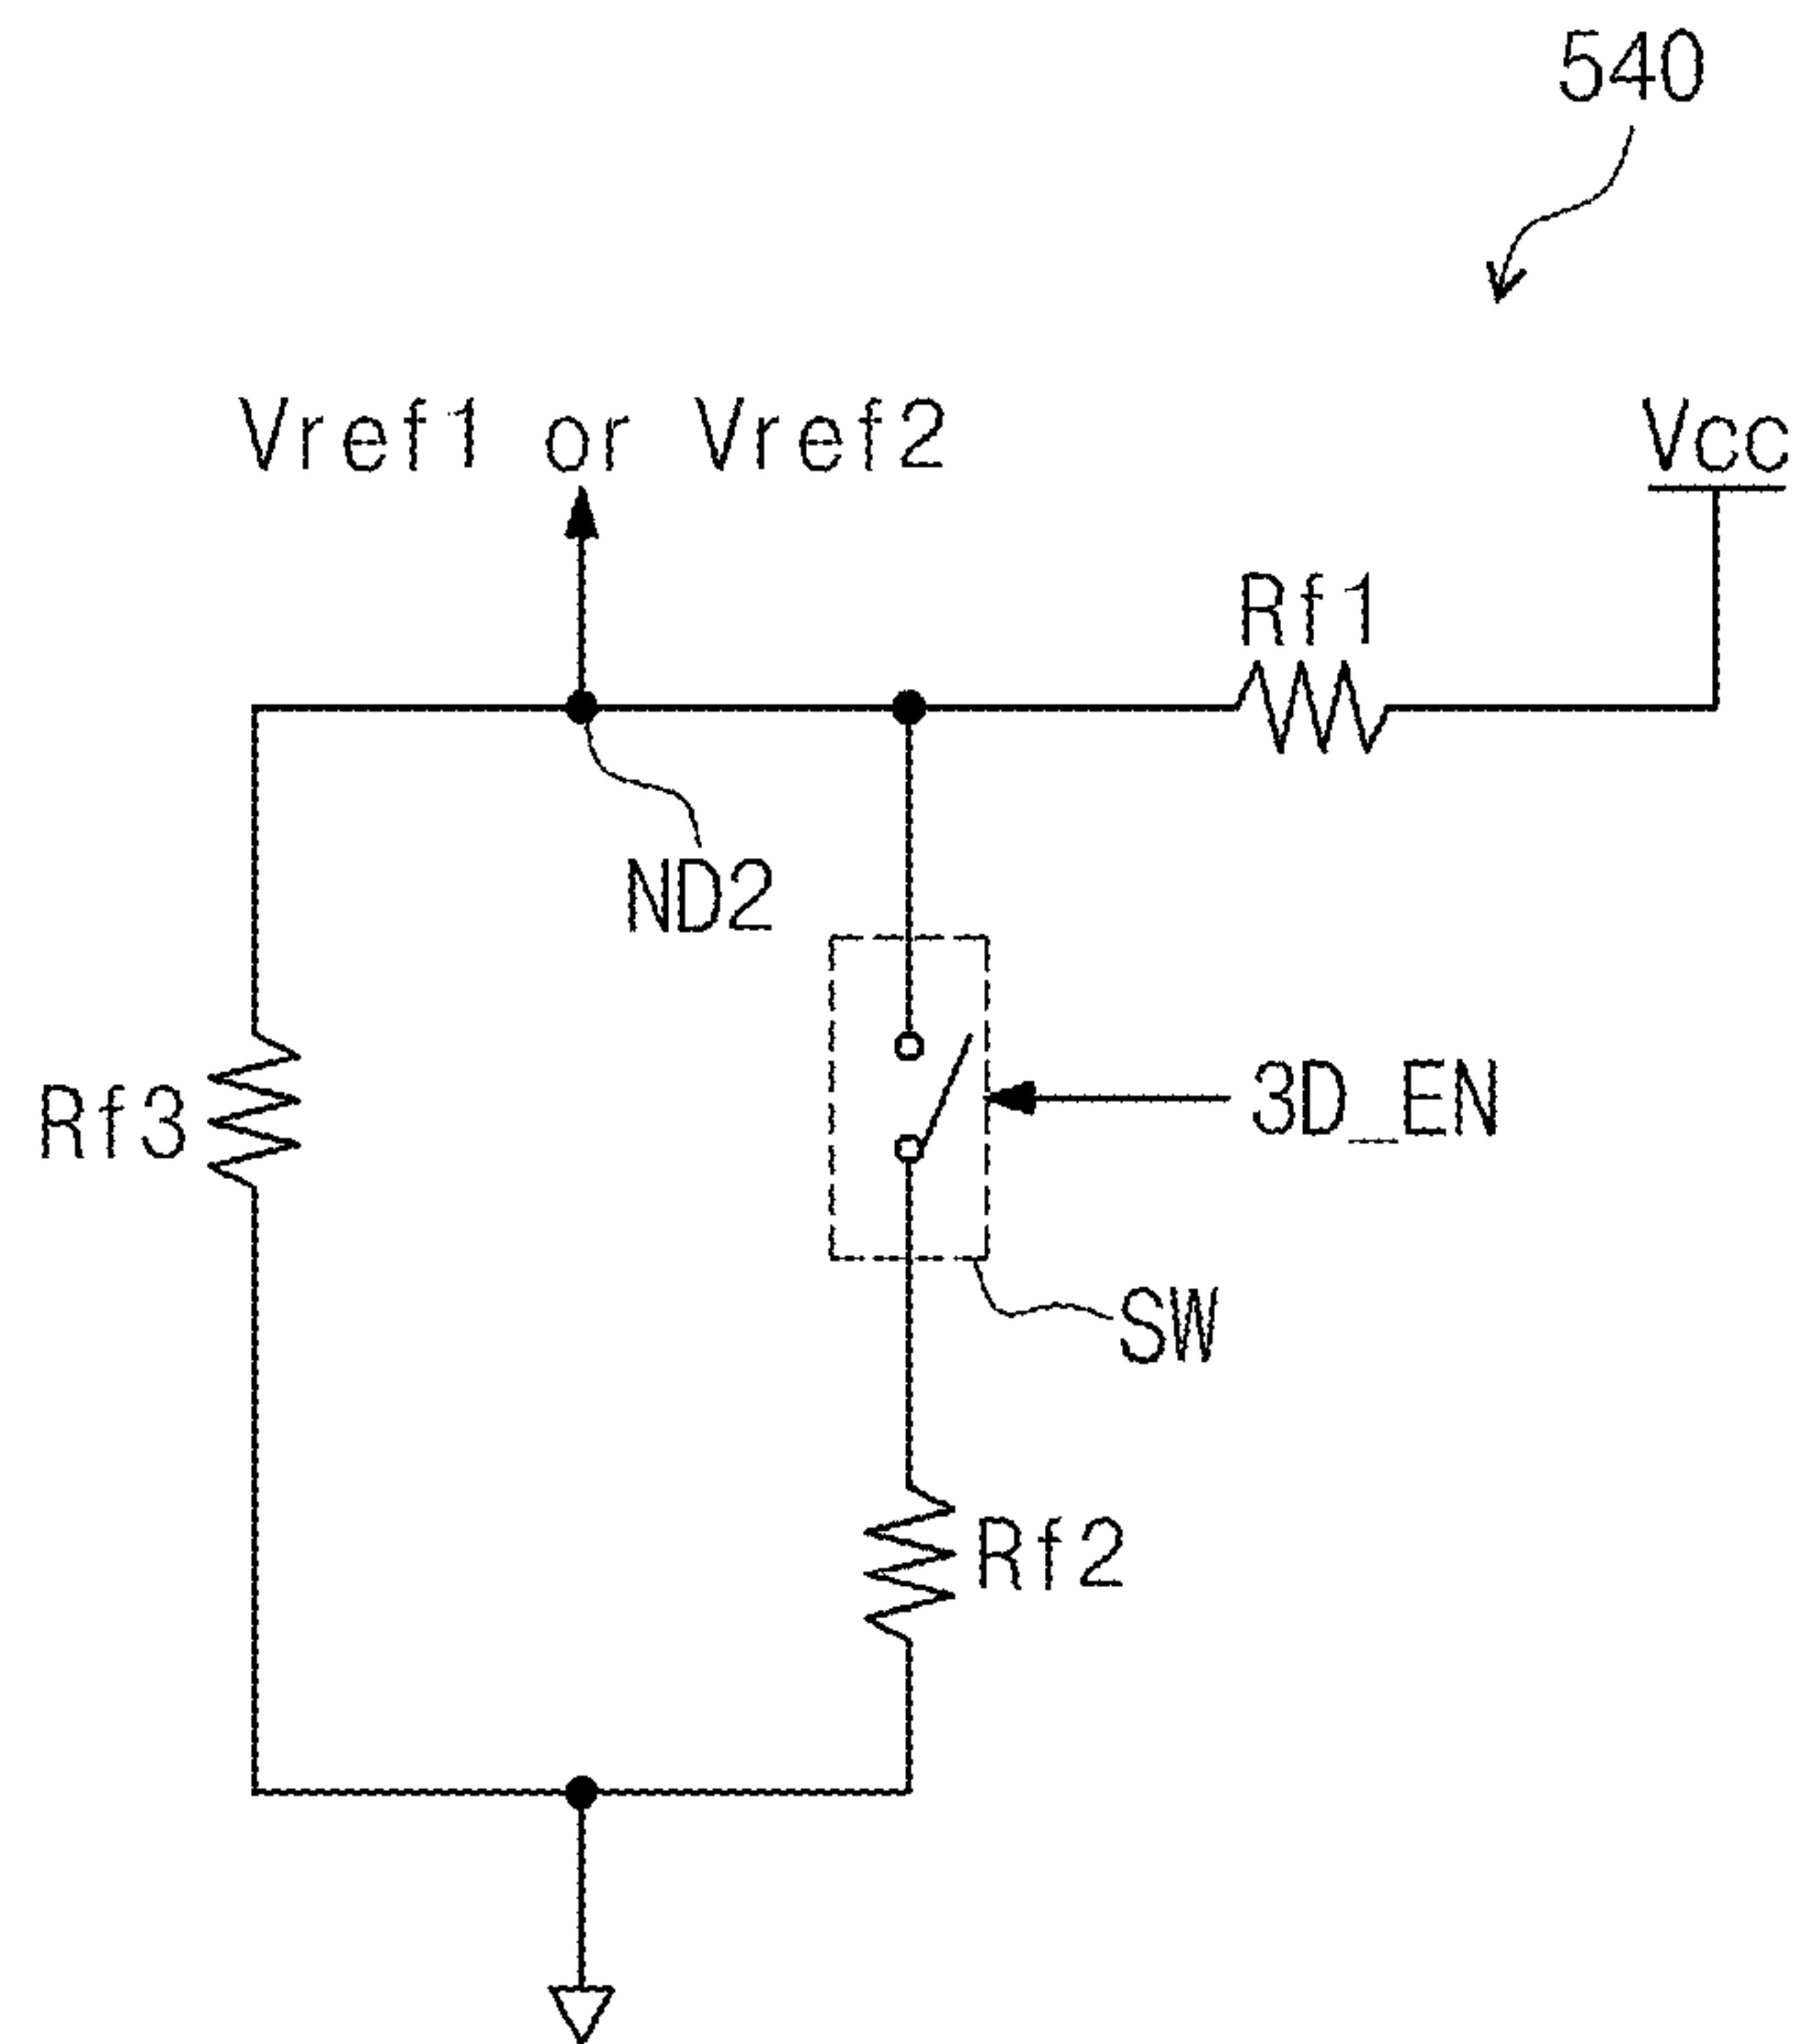 540
Vref1 or Vref2
Vcc
Rf1
ND2
Rf3
3D_EN
SW
Rf2